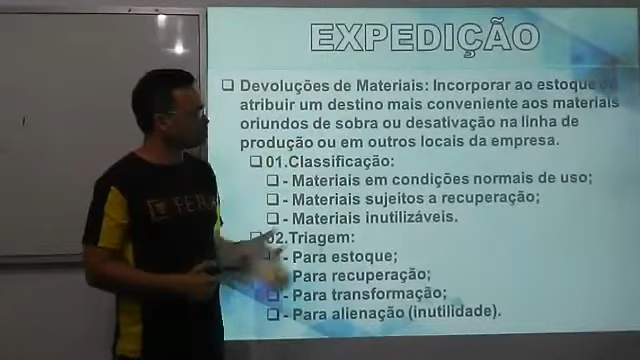 EXPEDIÇÃO
❑ Devoluções de Materiais: Incorporar ao estoque ou
atribuir um destino mais conveniente aos materiais
oriundos de sobra ou desativação na linha de
produção ou em outros locais da empresa.
❑ 01.Classificação:
❑ - Materiais em condições normais de uso;
❑ - Materiais sujeitos a recuperação;
❑ - Materiais inutilizáveis.
❑ 02.Triagem:
❑ - Para estoque;
❑ - Para recuperação;
❑ - Para transformação;
❑ - Para alienação (inutilidade).